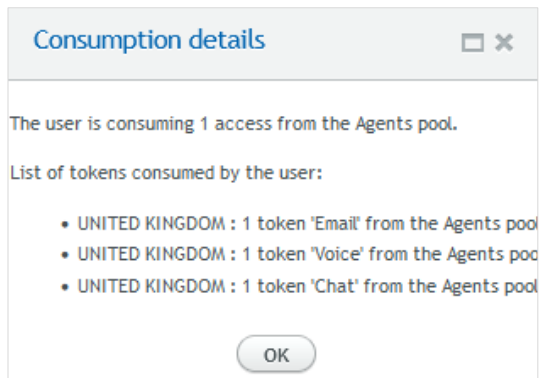 Consumption details
The user is consuming 1 access from the Agents pool.
List of tokens consumed by the user:
• UNITED KINGDOM : 1 token 'Email' from the Agents pool
• UNITED KINGDOM : 1 token 'Voice' from the Agents poo
• UNITED KINGDOM : 1 token 'Chat' from the Agents pool
OK